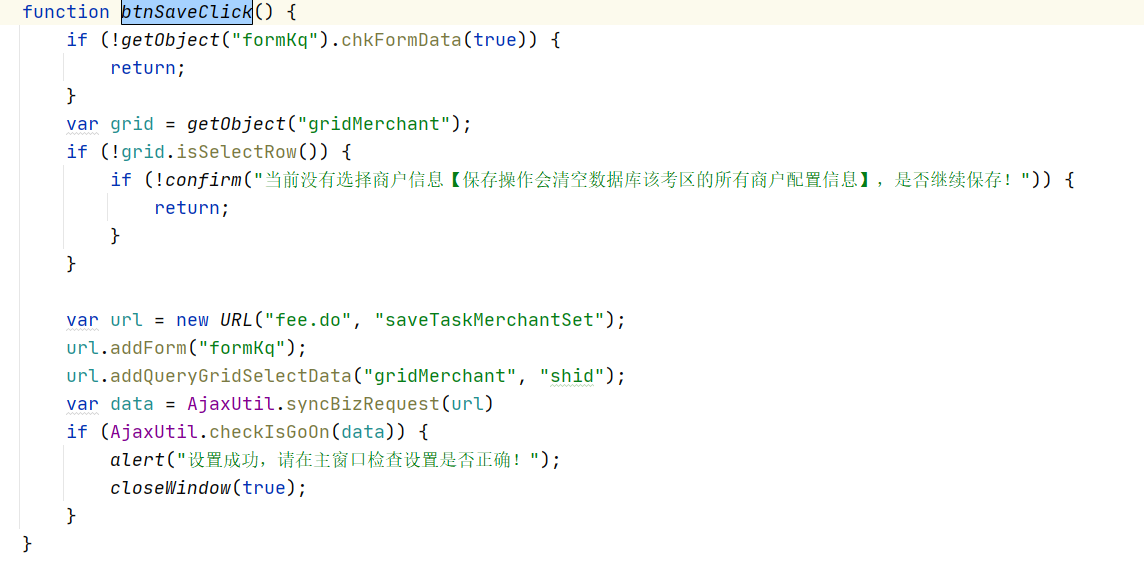 function btnSaveClick() {
    if (!getObject("formKq").chkFormData(true)) {
        return;
    }
    var grid = getObject("gridMerchant");
    if (!grid.isSelectRow()) {
        if (!confirm("当前没有选择商户信息【保存操作会清空数据库该考区的所有商户配置信息】，是否继续保存！")) {
            return;
        }
    }

    var url = new URL("fee.do", "saveTaskMerchantSet");
    url.addForm("formKq");
    url.addQueryGridSelectData("gridMerchant", "shid");
    var data = AjaxUtil.syncBizRequest(url)
    if (AjaxUtil.checkIsGoOn(data)) {
        alert("设置成功，请在主窗口检查设置是否正确！");
        closeWindow(true);
    }
}